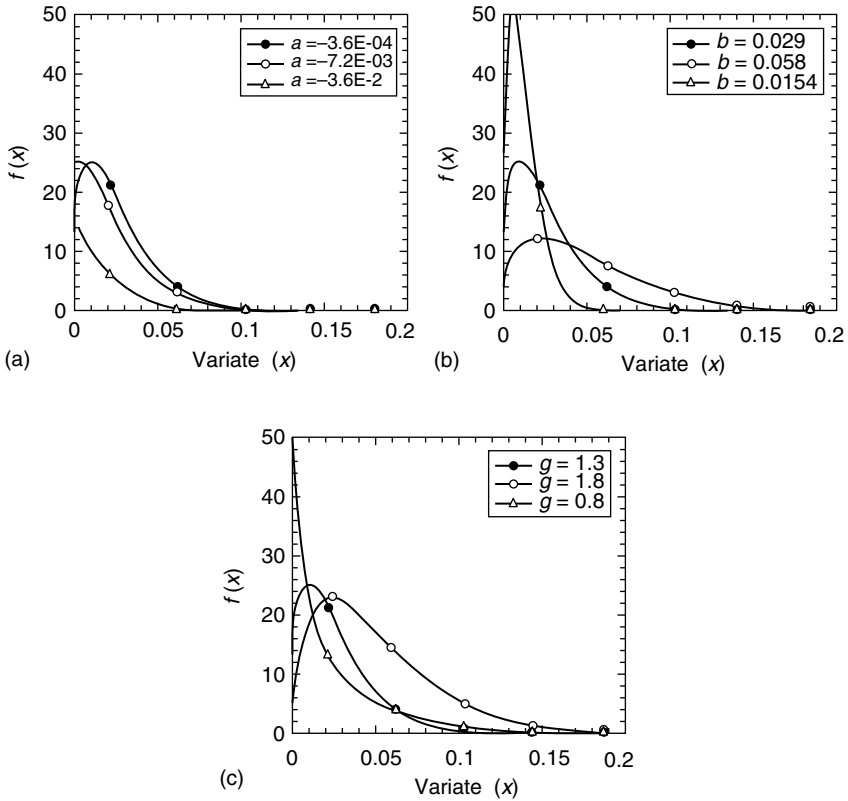 50
40
30
20
10
0
f (x)
a = –3.6E-04
a = –7.2E-03
a = –3.6E-2
0
0.05
0.1
0.15
0.2
Variate (x)
(a)
50
40
30
20
10
0
f (x)
b = 0.029
b = 0.058
b = 0.0154
0
0.05
0.1
0.15
0.2
Variate (x)
(b)
50
40
30
20
10
0
f (x)
g = 1.3
g = 1.8
g = 0.8
0
0.05
0.1
0.15
0.2
Variate (x)
(c)